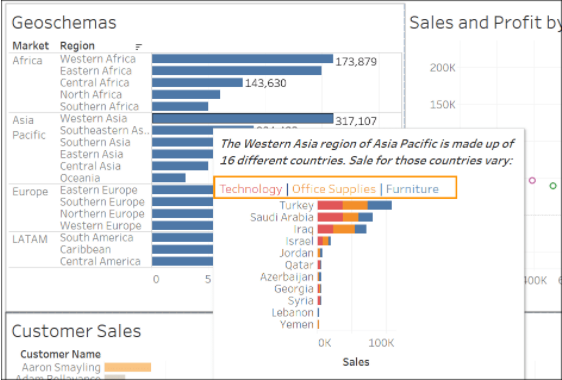 Geoschemas
Sales and Profit by
Market Region
Africa Western Africa 173,879
Eastern Africa
Central Africa 143,630
North Africa
Southern Africa
Asia Pacific Western Asia 317,107
Southeastern As..
Southern Asia
Eastern Asia
Central Asia
Oceania
Europe Eastern Europe
Southern Europe
Northern Europe
Western Europe
LATAM South America
Caribbean
Central America
0 5
200K
150K
400K
The Western Asia region of Asia Pacific is made up of
16 different countries. Sale for those countries vary:
Technology | Office Supplies | Furniture
Turkey
Saudi Arabia
Iraq
Israel
Jordan
Qatar
Azerbaijan
Georgia
Syria
Lebanon
Yemen
0K 100K
Sales
Customer Sales
Customer Name
Aaron Smayling